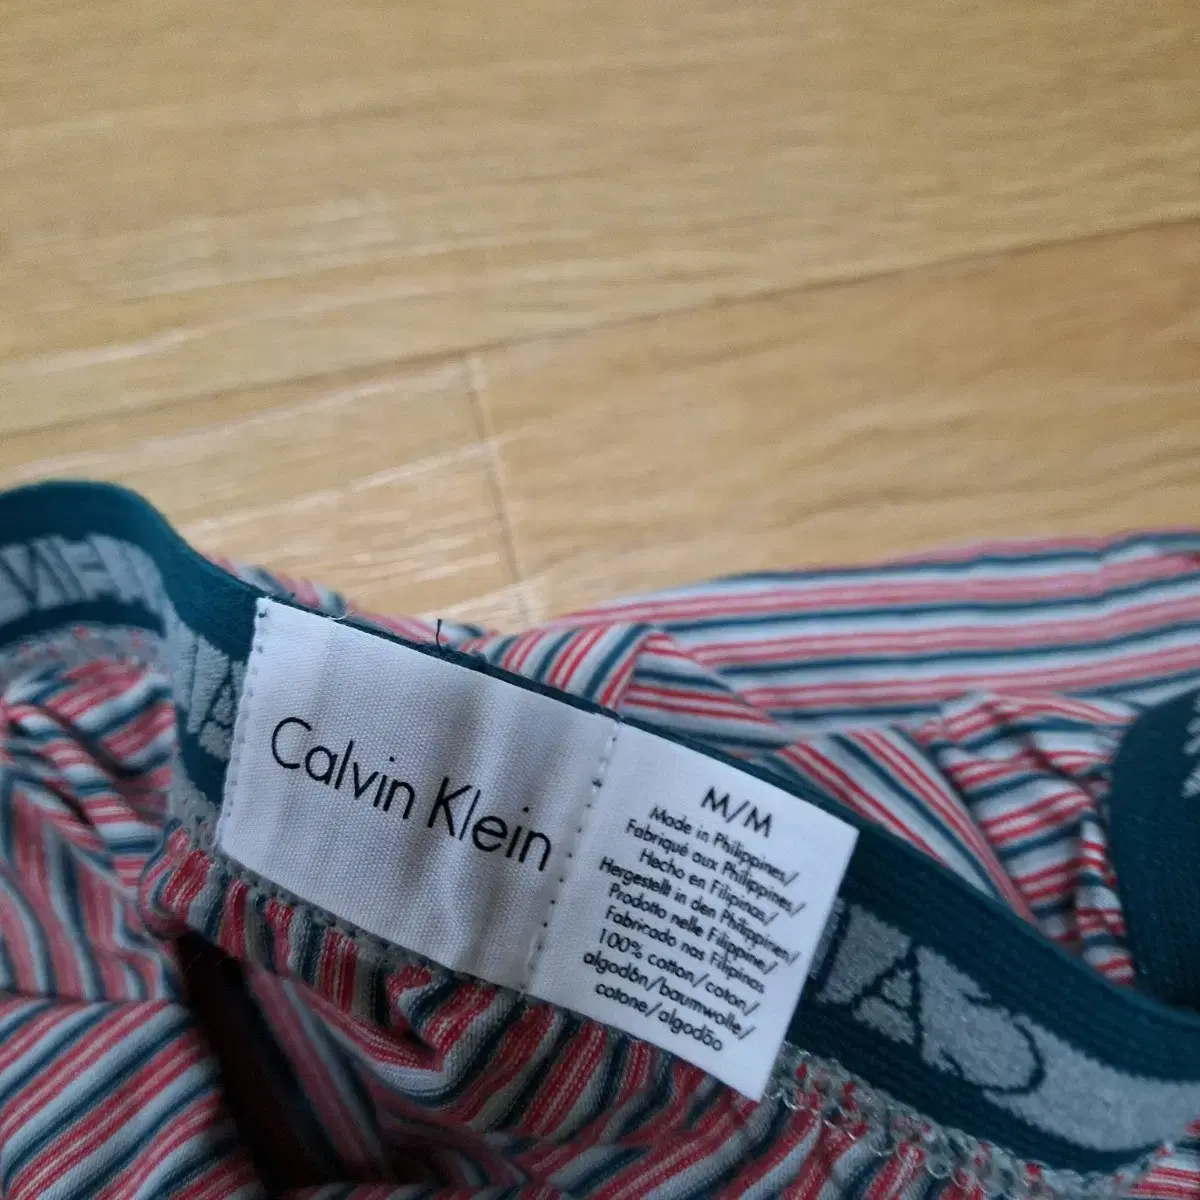 Calvin Klein
M/M
Made in Philippines/
Fabriqué aux Philippines/
Hecho en Filipinas/
Hergestellt in den Philippinen/
Prodotto nelle Filippine/
Fabricado nas Filipinas
100% cotton/coton/
algodón/baumwolle/
cotone/algodão